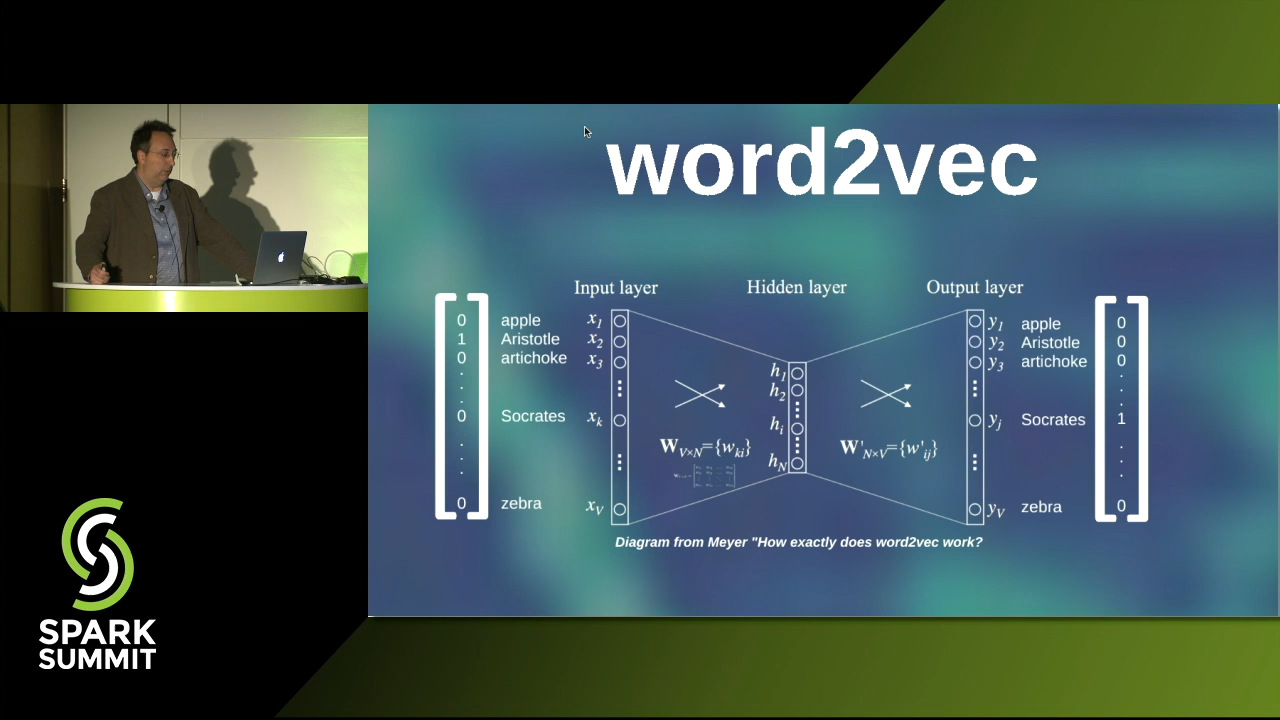 word2vec
Input layer
Hidden layer
Output layer
0 apple x1
1 Aristotle x2
0 artichoke x3
0 Socrates xk
0 zebra xV
h1
h2
hi
hN
W V×N={wki}
W' N×V={w'ij}
y1 apple 0
y2 Aristotle 0
y3 artichoke 0
yj Socrates 1
yV zebra 0
Diagram from Meyer "How exactly does word2vec work?
SPARK
SUMMIT